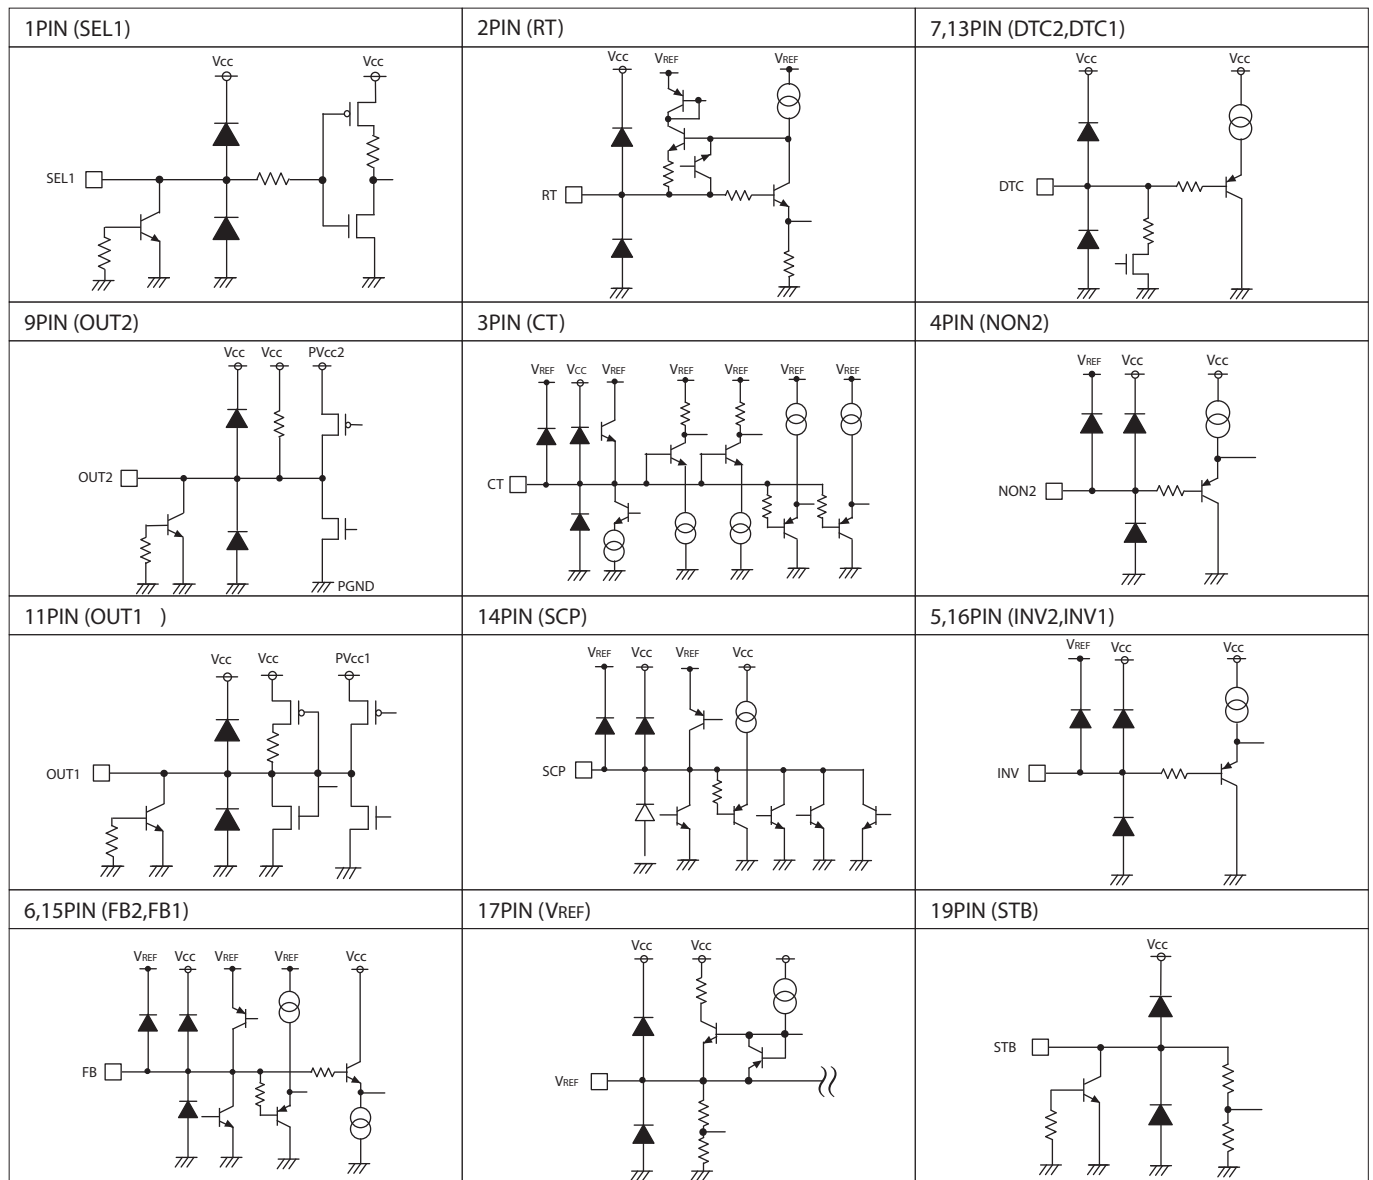 1PIN (SEL1)
Vcc
Vcc
SEL1
2PIN (RT)
Vcc
VREF
VREF
RT
7,13PIN (DTC2,DTC1)
Vcc
Vcc
DTC
9PIN (OUT2)
Vcc
Vcc
PVcc2
OUT2
PGND
3PIN (CT)
VREF
VCC
VREF
VREF
VREF
VREF
VREF
CT
4PIN (NON2)
VREF
Vcc
Vcc
NON2
11PIN (OUT1 )
Vcc
Vcc
PVcc1
OUT1
14PIN (SCP)
VREF
Vcc
VREF
Vcc
SCP
5,16PIN (INV2,INV1)
VREF
Vcc
Vcc
INV
6,15PIN (FB2,FB1)
VREF
Vcc
VREF
VREF
Vcc
FB
17PIN (VREF)
Vcc
Vcc
VREF
19PIN (STB)
Vcc
STB